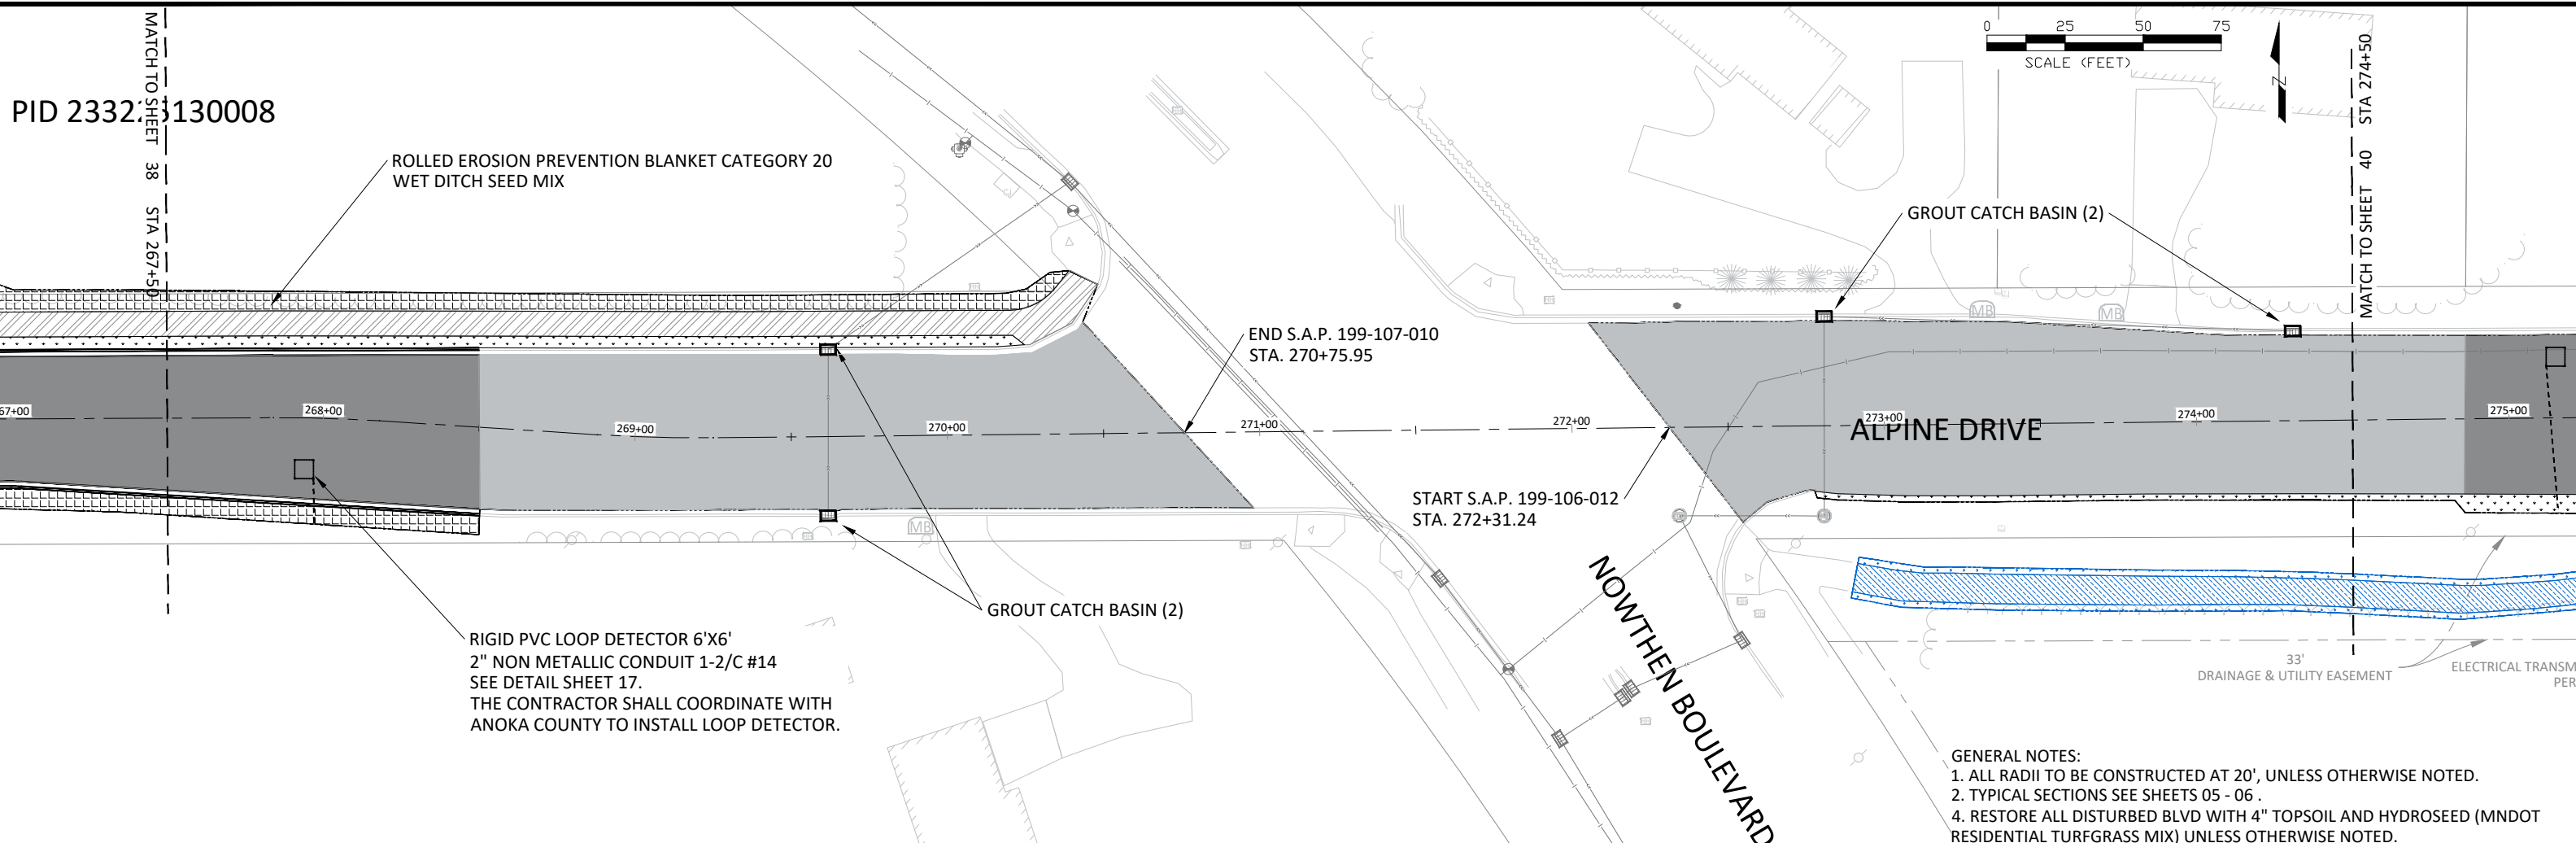 MATCH TO SHEET 38 STA 267+50
PID 130008
ROLLED EROSION PREVENTION BLANKET CATEGORY 20
WET DITCH SEED MIX
0 25 50 75
SCALE (FEET)
N
MATCH TO SHEET 40 STA 274+50
GROUT CATCH BASIN (2)
END S.A.P. 199-107-010
STA. 270+75.95
MB
MB
67+00
268+00
269+00
270+00
271+00
272+00
273+00
274+00
275+00
ALPINE DRIVE
START S.A.P. 199-106-012
STA. 272+31.24
MB
GROUT CATCH BASIN (2)
NOWTHEN BOULEVARD
RIGID PVC LOOP DETECTOR 6'X6'
2" NON METALLIC CONDUIT 1-2/C #14
SEE DETAIL SHEET 17.
THE CONTRACTOR SHALL COORDINATE WITH
ANOKA COUNTY TO INSTALL LOOP DETECTOR.
33'
DRAINAGE & UTILITY EASEMENT
ELECTRICAL TRANSM
PER
GENERAL NOTES:
1. ALL RADII TO BE CONSTRUCTED AT 20', UNLESS OTHERWISE NOTED.
2. TYPICAL SECTIONS SEE SHEETS 05 - 06 .
4. RESTORE ALL DISTURBED BLVD WITH 4" TOPSOIL AND HYDROSEED (MNDOT
RESIDENTIAL TURFGRASS MIX) UNLESS OTHERWISE NOTED.